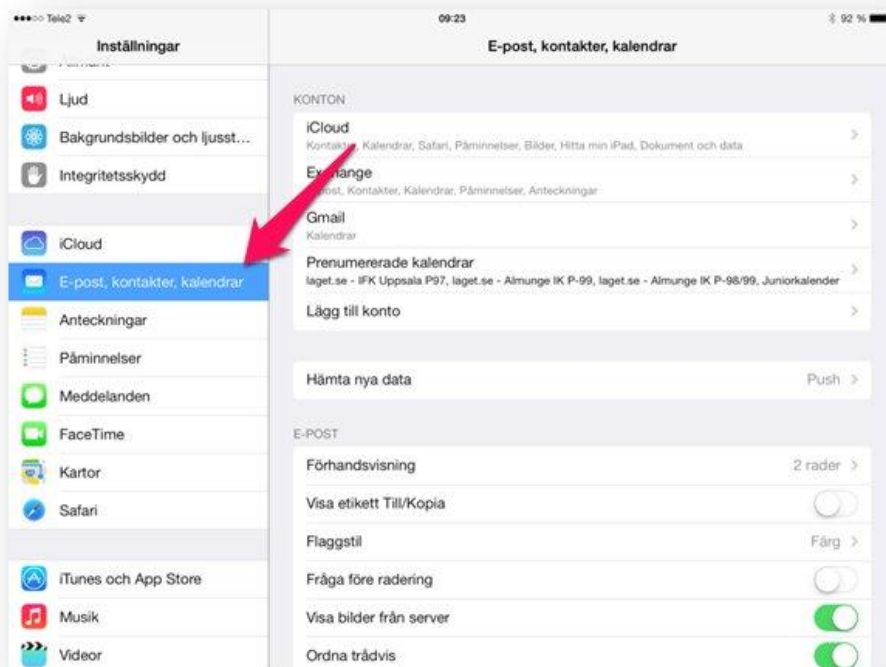 Tele2
09:23
92 %
Inställningar
E-post, kontakter, kalendrar
Ljud
Bakgrundsbilder och ljusst...
Integritetsskydd
iCloud
E-post, kontakter, kalendrar
Anteckningar
Påminnelser
Meddelanden
FaceTime
Kartor
Safari
iTunes och App Store
Musik
Videor
KONTON
iCloud
Kontakter, Kalendrar, Safari, Påminnelser, Bilder, Hitta min iPad, Dokument och data
Exchange
Kontakter, Kalendrar, Påminnelser, Anteckningar
Gmail
Kalendrar
Prenumererade kalendrar
laget.se - IFK Uppsala P97, laget.se - Almunge IK P-99, laget.se - Almunge IK P-98/99, Juniorkalender
Lägg till konto
Hämta nya data
Push
E-POST
Förhandsvisning
2 rader
Visa etikett Till/Kopia
Flaggstil
Färg
Fråga före radering
Visa bilder från server
Ordna trådvis